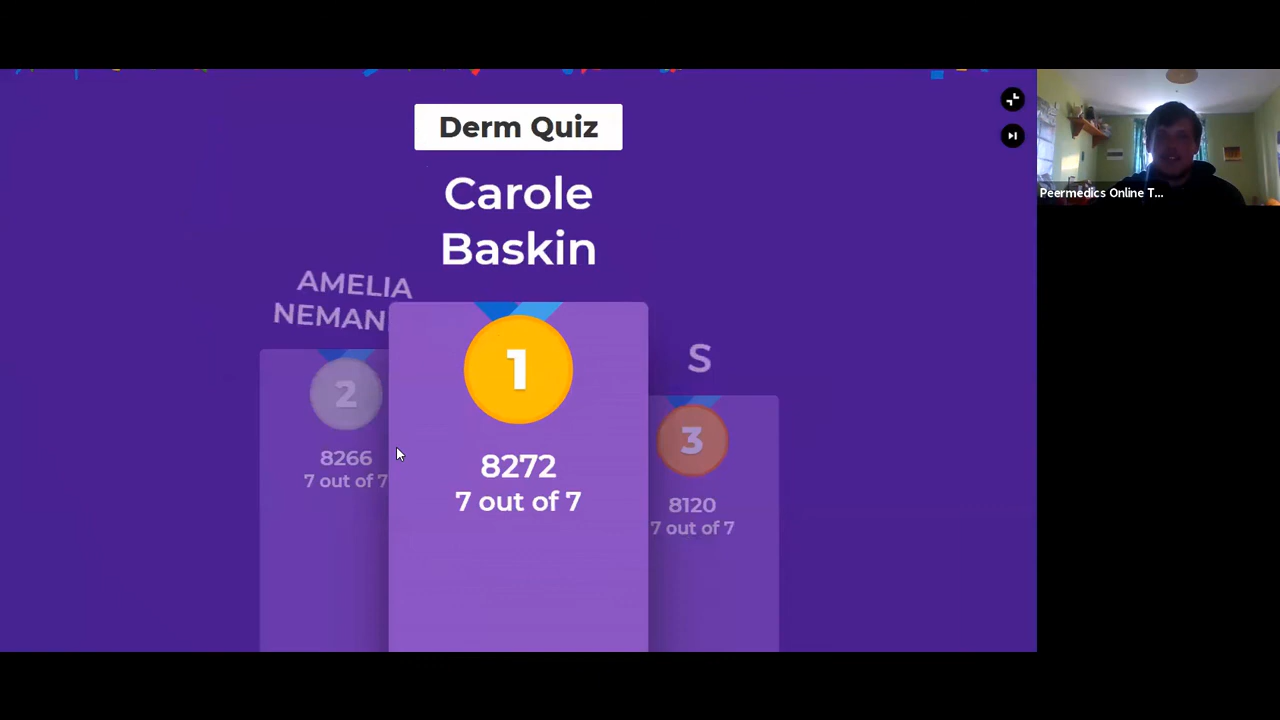 Derm Quiz
Carole
Baskin
AMELIA
NEMAN
S
1
2
3
8272
7 out of 7
8266
7 out of 7
8120
7 out of 7
Peermedics Online T...